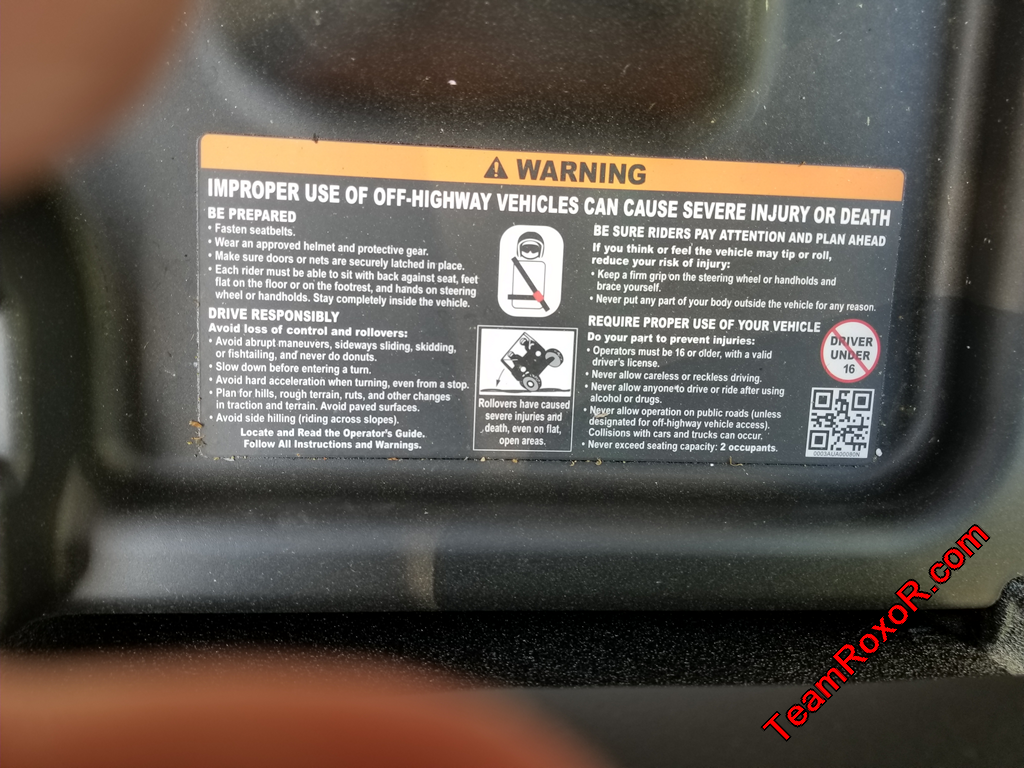 WARNING
IMPROPER USE OF OFF-HIGHWAY VEHICLES CAN CAUSE SEVERE INJURY OR DEATH
BE PREPARED
• Fasten seatbelts.
• Wear an approved helmet and protective gear.
• Make sure doors or nets are securely latched in place.
• Each rider must be able to sit with back against seat, feet
flat on the floor or on the footrest, and hands on steering
wheel or handholds. Stay completely inside the vehicle.
DRIVE RESPONSIBLY
Avoid loss of control and rollovers:
• Avoid abrupt maneuvers, sideways sliding, skidding,
or fishtailing, and never do donuts.
• Slow down before entering a turn.
• Avoid hard acceleration when turning, even from a stop.
• Plan for hills, rough terrain, ruts, and other changes
in traction and terrain. Avoid paved surfaces.
• Avoid side hilling (riding across slopes).
Locate and Read the Operator's Guide.
Follow All Instructions and Warnings.
Rollovers have caused
severe injuries and
death, even on flat,
open areas.
BE SURE RIDERS PAY ATTENTION AND PLAN AHEAD
If you think or feel the vehicle may tip or roll,
reduce your risk of injury:
• Keep a firm grip on the steering wheel or handholds and
brace yourself.
• Never put any part of your body outside the vehicle for any reason.
REQUIRE PROPER USE OF YOUR VEHICLE
Do your part to prevent injuries:
• Operators must be 16 or older, with a valid
driver's license.
• Never allow careless or reckless driving.
• Never allow anyone to drive or ride after using
alcohol or drugs.
• Never allow operation on public roads (unless
designated for off-highway vehicle access).
Collisions with cars and trucks can occur.
• Never exceed seating capacity: 2 occupants.
DRIVER
UNDER
16
0003AUA00080N
TeamRoxoR.com